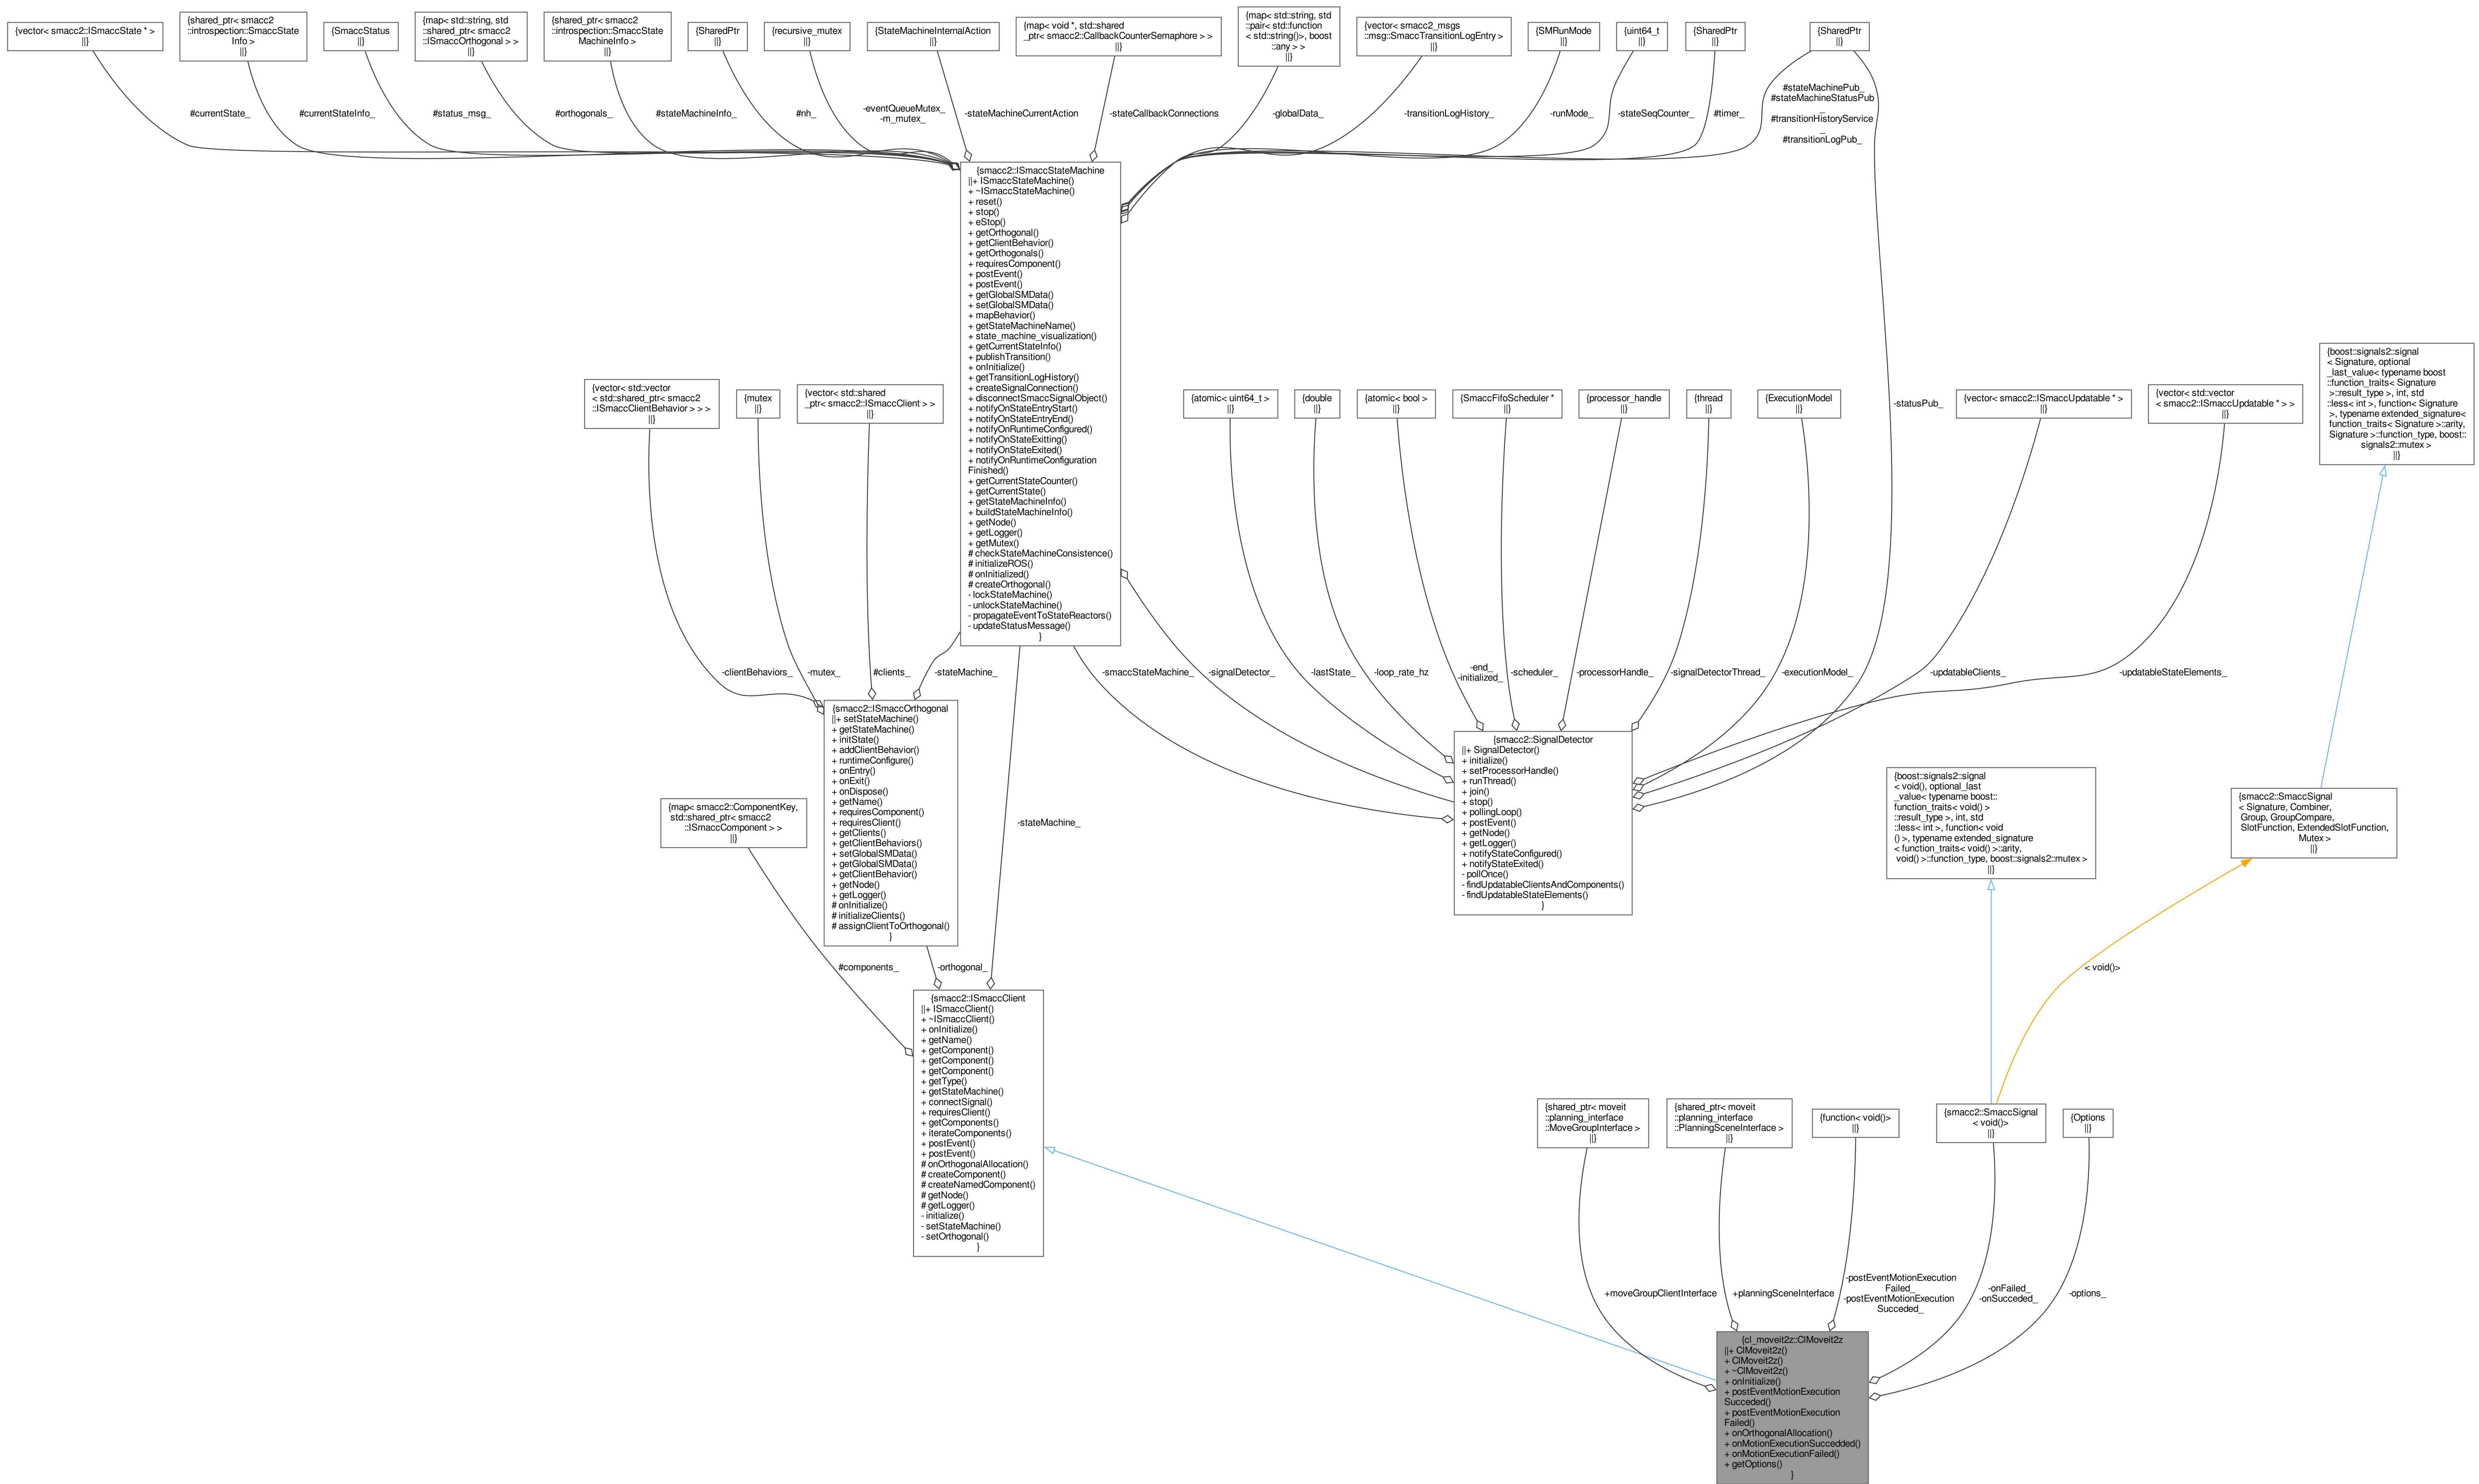 {vector< smacc2::ISmaccState * >
||}
{shared_ptr< smacc2
::introspection::SmaccState
Info >
||}
{SmaccStatus
||}
{map< std::string, std
::shared_ptr< smacc2
::ISmaccOrthogonal > >
||}
{shared_ptr< smacc2
::introspection::SmaccState
MachineInfo >
||}
{SharedPtr
||}
{recursive_mutex
||}
{StateMachineInternalAction
||}
{map< void *, std::shared
_ptr< smacc2::CallbackCounterSemaphore > >
||}
{map< std::string, std
::pair< std::function
< std::string()>, boost
::any > >
||}
{vector< smacc2_msgs
::msg::SmaccTransitionLogEntry >
||}
{SMRunMode
||}
{uint64_t
||}
{SharedPtr
||}
{SharedPtr
||}
#currentState_
#currentStateInfo_
#status_msg_
#orthogonals_
#stateMachineInfo_
#nh_
-eventQueueMutex_
-m_mutex_
-stateMachineCurrentAction
-stateCallbackConnections
-globalData_
-transitionLogHistory_
-runMode_
-stateSeqCounter_
#timer_
#stateMachinePub_
#stateMachineStatusPub
_
#transitionHistoryService
_
#transitionLogPub_
{smacc2::ISmaccStateMachine
||+ ISmaccStateMachine()
+ ~ISmaccStateMachine()
+ reset()
+ stop()
+ eStop()
+ getOrthogonal()
+ getClientBehavior()
+ getOrthogonals()
+ requiresComponent()
+ postEvent()
+ postEvent()
+ getGlobalSMData()
+ setGlobalSMData()
+ mapBehavior()
+ getStateMachineName()
+ state_machine_visualization()
+ getCurrentStateInfo()
+ publishTransition()
+ onInitialize()
+ getTransitionLogHistory()
+ createSignalConnection()
+ disconnectSmaccSignalObject()
+ notifyOnStateEntryStart()
+ notifyOnStateEntryEnd()
+ notifyOnRuntimeConfigured()
+ notifyOnStateExitting()
+ notifyOnStateExited()
+ notifyOnRuntimeConfiguration
Finished()
+ getCurrentStateCounter()
+ getCurrentState()
+ getStateMachineInfo()
+ buildStateMachineInfo()
+ getNode()
+ getLogger()
+ getMutex()
# checkStateMachineConsistence()
# initializeROS()
# onInitialized()
# createOrthogonal()
- lockStateMachine()
- unlockStateMachine()
- propagateEventToStateReactors()
- updateStatusMessage()
}
{boost::signals2::signal
< Signature, optional
_last_value< typename boost
::function_traits< Signature
>::result_type >, int, std
::less< int >, function< Signature
>, typename extended_signature<
function_traits< Signature >::arity,
Signature >::function_type, boost::
signals2::mutex >
||}
{vector< std::vector
< std::shared_ptr< smacc2
::ISmaccClientBehavior > > >
||}
{mutex
||}
{vector< std::shared
_ptr< smacc2::ISmaccClient > >
||}
{atomic< uint64_t >
||}
{double
||}
{atomic< bool >
||}
{SmaccFifoScheduler *
||}
{processor_handle
||}
{thread
||}
{ExecutionModel
||}
-statusPub_
{vector< smacc2::ISmaccUpdatable * >
||}
{vector< std::vector
< smacc2::ISmaccUpdatable * > >
||}
-clientBehaviors_
-mutex_
#clients_
-stateMachine_
-smaccStateMachine_
-signalDetector_
-lastState_
-loop_rate_hz
-end_
-initialized_
-scheduler_
-processorHandle_
-signalDetectorThread_
-executionModel_
-updatableClients_
-updatableStateElements_
{smacc2::ISmaccOrthogonal
||+ setStateMachine()
+ getStateMachine()
+ initState()
+ addClientBehavior()
+ runtimeConfigure()
+ onEntry()
+ onExit()
+ onDispose()
+ getName()
+ requiresComponent()
+ requiresClient()
+ getClients()
+ getClientBehaviors()
+ setGlobalSMData()
+ getGlobalSMData()
+ getClientBehavior()
+ getNode()
+ getLogger()
# onInitialize()
# initializeClients()
# assignClientToOrthogonal()
}
{smacc2::SignalDetector
||+ SignalDetector()
+ initialize()
+ setProcessorHandle()
+ runThread()
+ join()
+ stop()
+ pollingLoop()
+ postEvent()
+ getNode()
+ getLogger()
+ notifyStateConfigured()
+ notifyStateExited()
- pollOnce()
- findUpdatableClientsAndComponents()
- findUpdatableStateElements()
}
{map< smacc2::ComponentKey,
std::shared_ptr< smacc2
::ISmaccComponent > >
||}
-stateMachine_
{boost::signals2::signal
< void(), optional_last
_value< typename boost::
function_traits< void() >
::result_type >, int, std
::less< int >, function< void
() >, typename extended_signature
< function_traits< void() >::arity,
void() >::function_type, boost::signals2::mutex >
||}
{smacc2::SmaccSignal
< Signature, Combiner,
Group, GroupCompare,
SlotFunction, ExtendedSlotFunction,
Mutex >
||}
#components_
-orthogonal_
< void()>
{smacc2::ISmaccClient
||+ ISmaccClient()
+ ~ISmaccClient()
+ onInitialize()
+ getName()
+ getComponent()
+ getComponent()
+ getComponent()
+ getType()
+ getStateMachine()
+ connectSignal()
+ requiresClient()
+ getComponents()
+ iterateComponents()
+ postEvent()
+ postEvent()
# onOrthogonalAllocation()
# createComponent()
# createNamedComponent()
# getNode()
# getLogger()
- initialize()
- setStateMachine()
- setOrthogonal()
}
{shared_ptr< moveit
::planning_interface
::MoveGroupInterface >
||}
{shared_ptr< moveit
::planning_interface
::PlanningSceneInterface >
||}
{function< void()>
||}
{smacc2::SmaccSignal
< void()>
||}
{Options
||}
+moveGroupClientInterface
+planningSceneInterface
-postEventMotionExecution
Failed_
-postEventMotionExecution
Succeded_
-onFailed_
-onSucceded_
-options_
{cl_moveit2z::ClMoveit2z
||+ ClMoveit2z()
+ ClMoveit2z()
+ ~ClMoveit2z()
+ onInitialize()
+ postEventMotionExecution
Succeded()
+ postEventMotionExecution
Failed()
+ onOrthogonalAllocation()
+ onMotionExecutionSuccedded()
+ onMotionExecutionFailed()
+ getOptions()
}